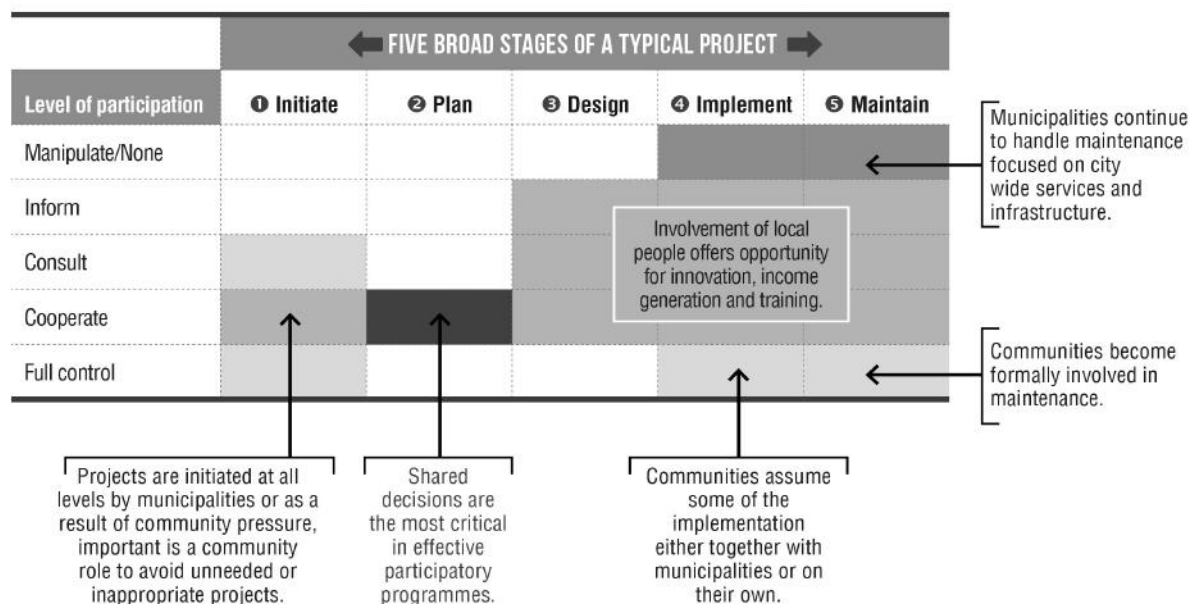 FIVE BROAD STAGES OF A TYPICAL PROJECT
Level of participation
❶ Initiate
❷ Plan
❸ Design
❹ Implement
❺ Maintain
Manipulate/None
Inform
Consult
Cooperate
Full control
Involvement of local
people offers opportunity
for innovation, income
generation and training.
Municipalities continue
to handle maintenance
focused on city
wide services and
infrastructure.
Communities become
formally involved in
maintenance.
Projects are initiated at all
levels by municipalities or as a
result of community pressure,
important is a community
role to avoid unneeded or
inappropriate projects.
Shared
decisions are
the most critical
in effective
participatory
programmes.
Communities assume
some of the
implementation
either together with
municipalities or on
their own.